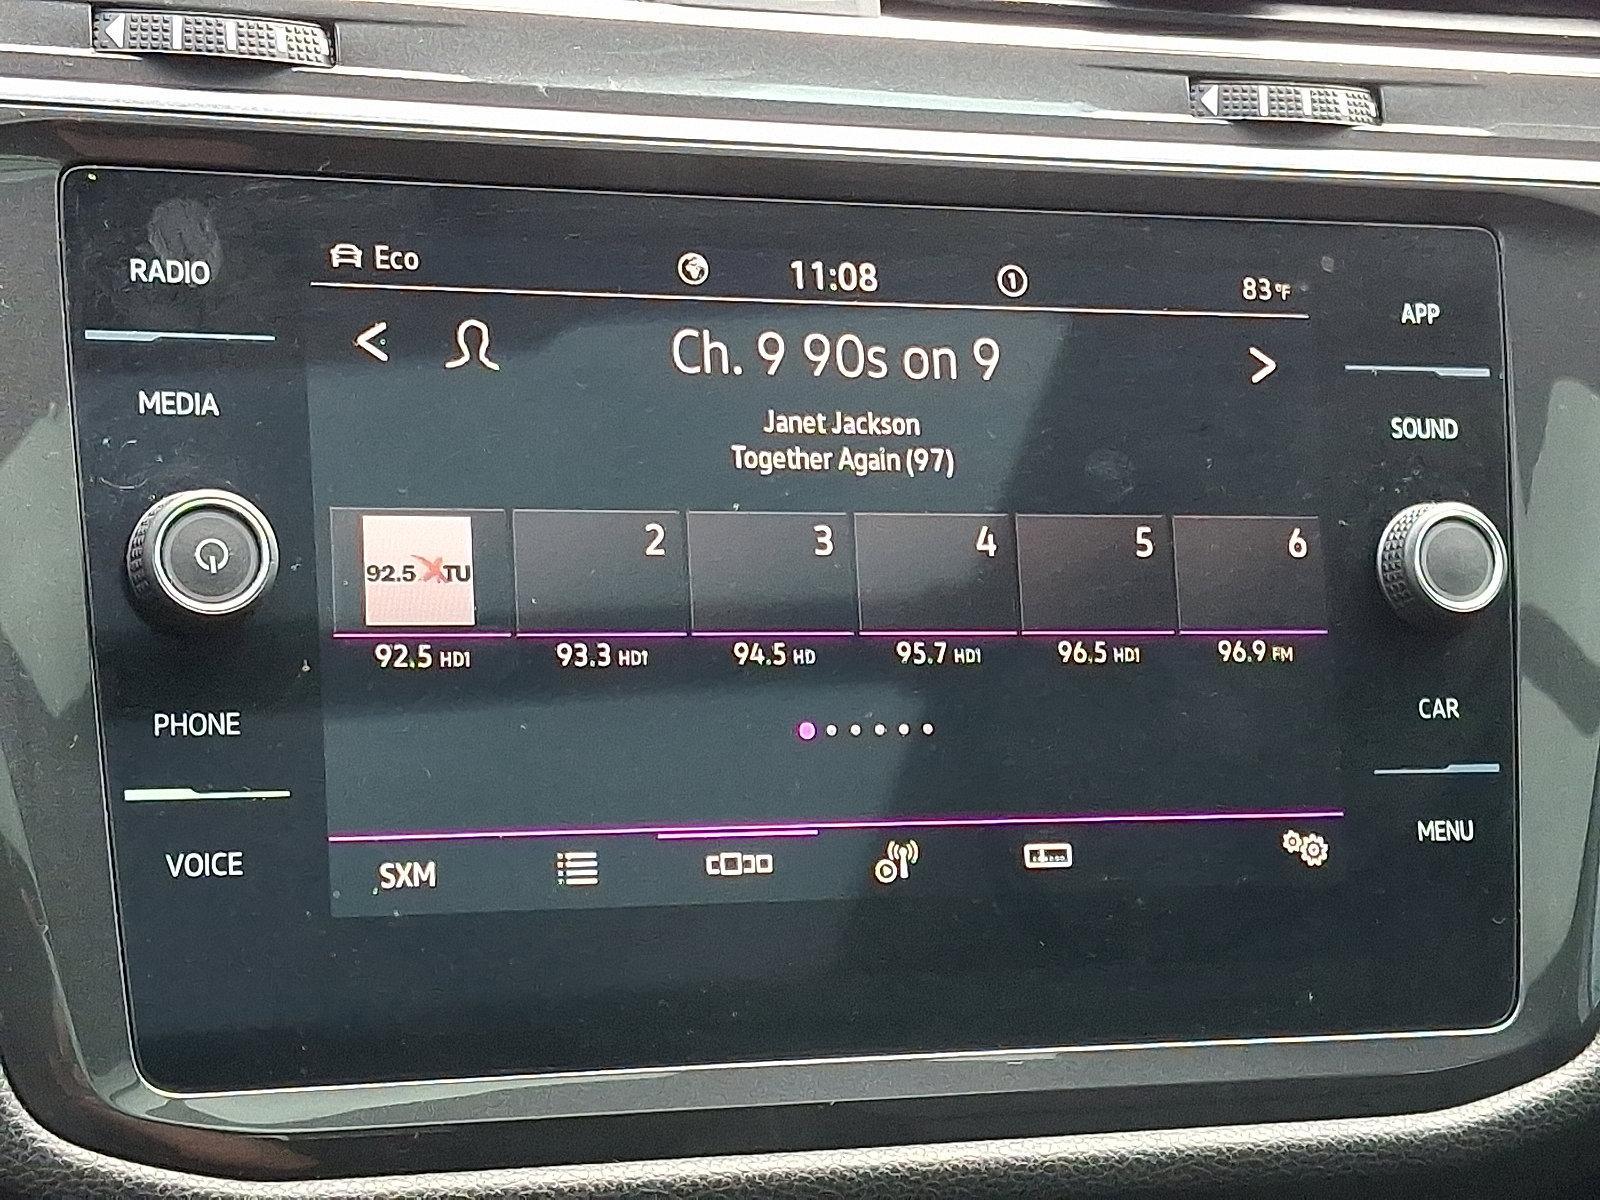 RADIO
MEDIA
PHONE
VOICE
Eco
11:08
1
83°F
Ch. 9 90s on 9
Janet Jackson
Together Again (97)
92.5 XTU
2
3
4
5
6
92.5 HD1
93.3 HD1
94.5 HD
95.7 HD1
96.5 HD1
96.9 FM
SXM
APP
SOUND
CAR
MENU